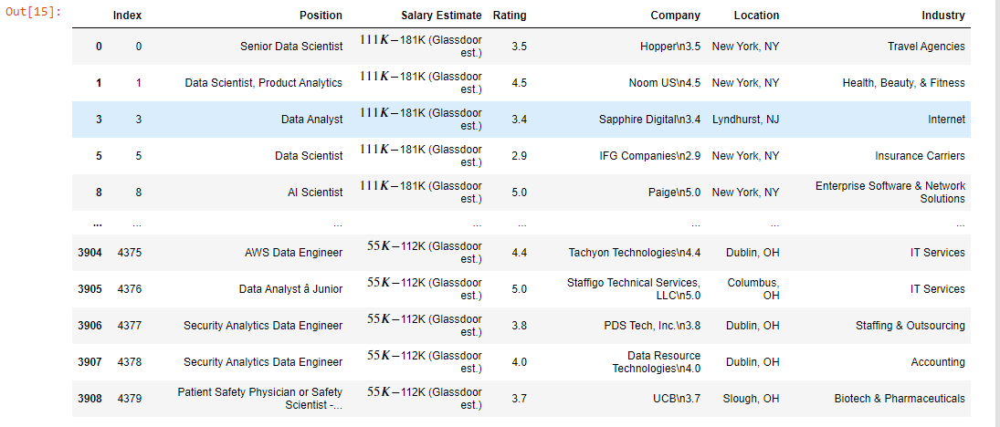 Out[15]:
Index Position Salary Estimate Rating Company Location Industry
0 0 Senior Data Scientist 111K−181K (Glassdoor est.) 3.5 Hopper\n3.5 New York, NY Travel Agencies
1 1 Data Scientist, Product Analytics 111K−181K (Glassdoor est.) 4.5 Noom US\n4.5 New York, NY Health, Beauty, & Fitness
3 3 Data Analyst 111K−181K (Glassdoor est.) 3.4 Sapphire Digital\n3.4 Lyndhurst, NJ Internet
5 5 Data Scientist 111K−181K (Glassdoor est.) 2.9 IFG Companies\n2.9 New York, NY Insurance Carriers
8 8 AI Scientist 111K−181K (Glassdoor est.) 5.0 Paige\n5.0 New York, NY Enterprise Software & Network Solutions
... ... ... ... ... ... ... ...
3904 4375 AWS Data Engineer 55K−112K (Glassdoor est.) 4.4 Tachyon Technologies\n4.4 Dublin, OH IT Services
3905 4376 Data Analyst â Junior 55K−112K (Glassdoor est.) 5.0 Staffigo Technical Services, LLC\n5.0 Columbus, OH IT Services
3906 4377 Security Analytics Data Engineer 55K−112K (Glassdoor est.) 3.8 PDS Tech, Inc.\n3.8 Dublin, OH Staffing & Outsourcing
3907 4378 Security Analytics Data Engineer 55K−112K (Glassdoor est.) 4.0 Data Resource Technologies\n4.0 Dublin, OH Accounting
3908 4379 Patient Safety Physician or Safety Scientist -... 55K−112K (Glassdoor est.) 3.7 UCB\n3.7 Slough, OH Biotech & Pharmaceuticals